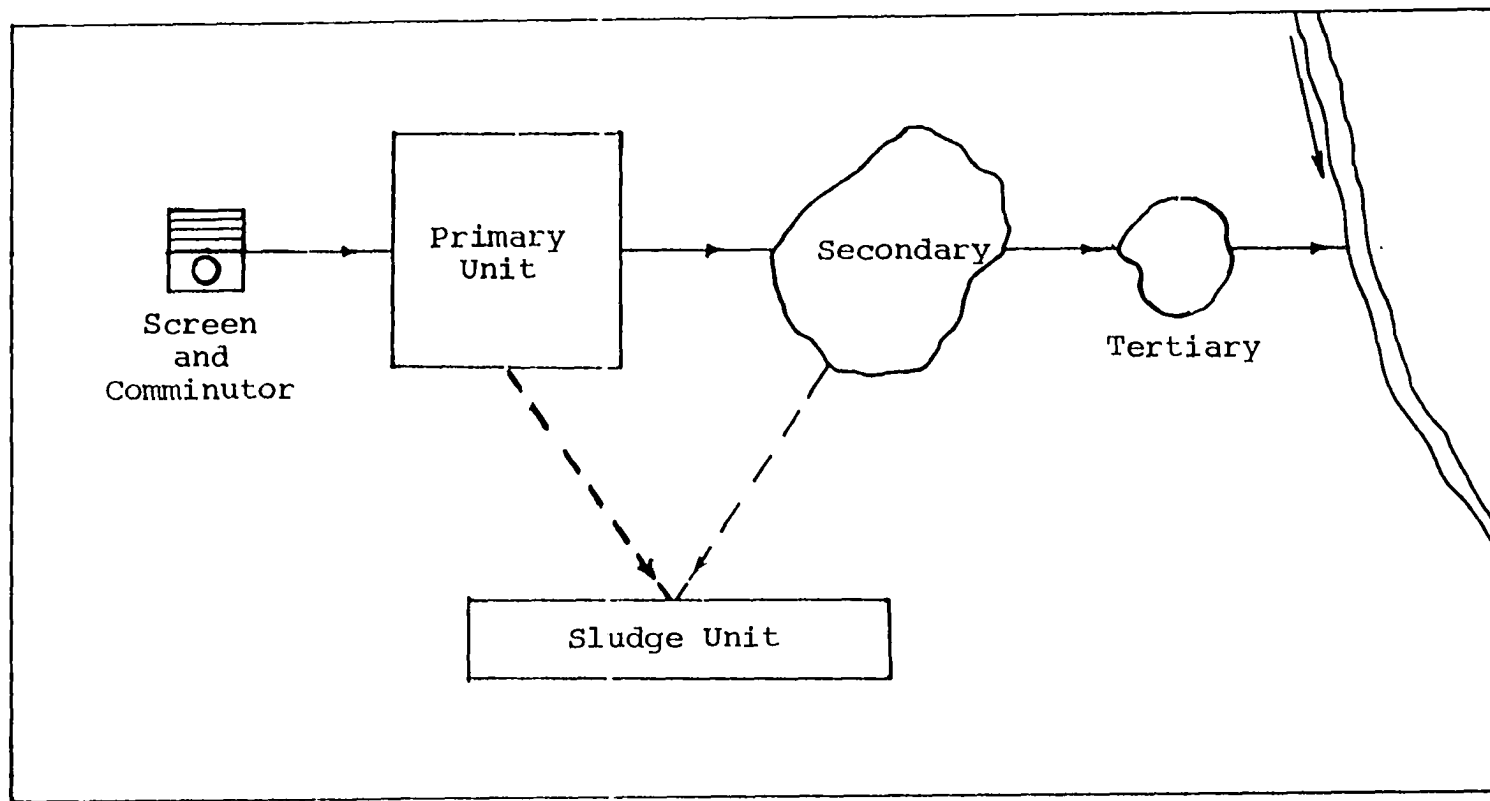 Screen
and
Comminutor
Primary
Unit
Secondary
Tertiary
Sludge Unit